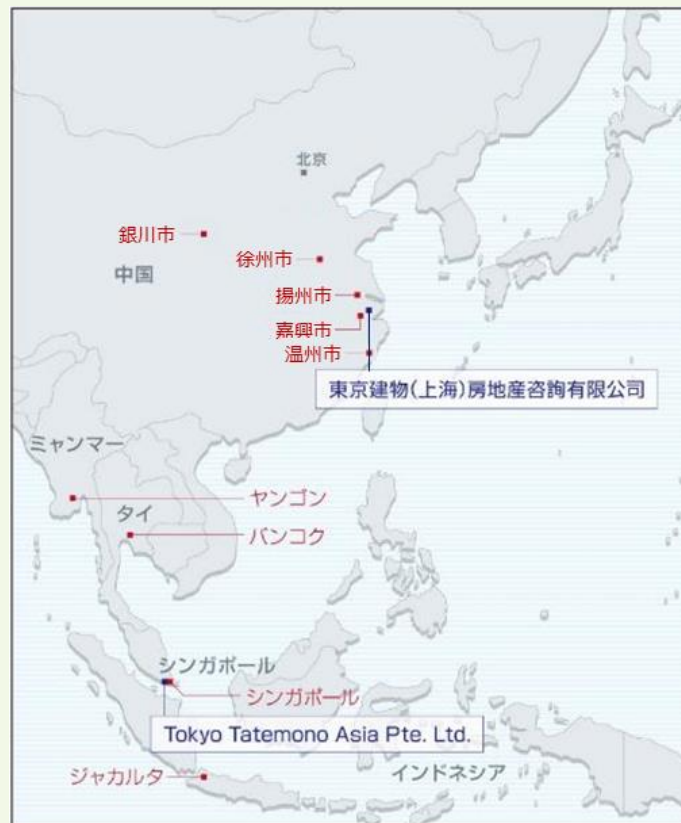 北京
銀川市
徐州市
中国
揚州市
嘉興市
温州市
東京建物(上海)房地産咨詢有限公司
ミャンマー
ヤンゴン
タイ
バンコク
シンガポール
シンガポール
Tokyo Tatemono Asia Pte. Ltd.
ジャカルタ
インドネシア